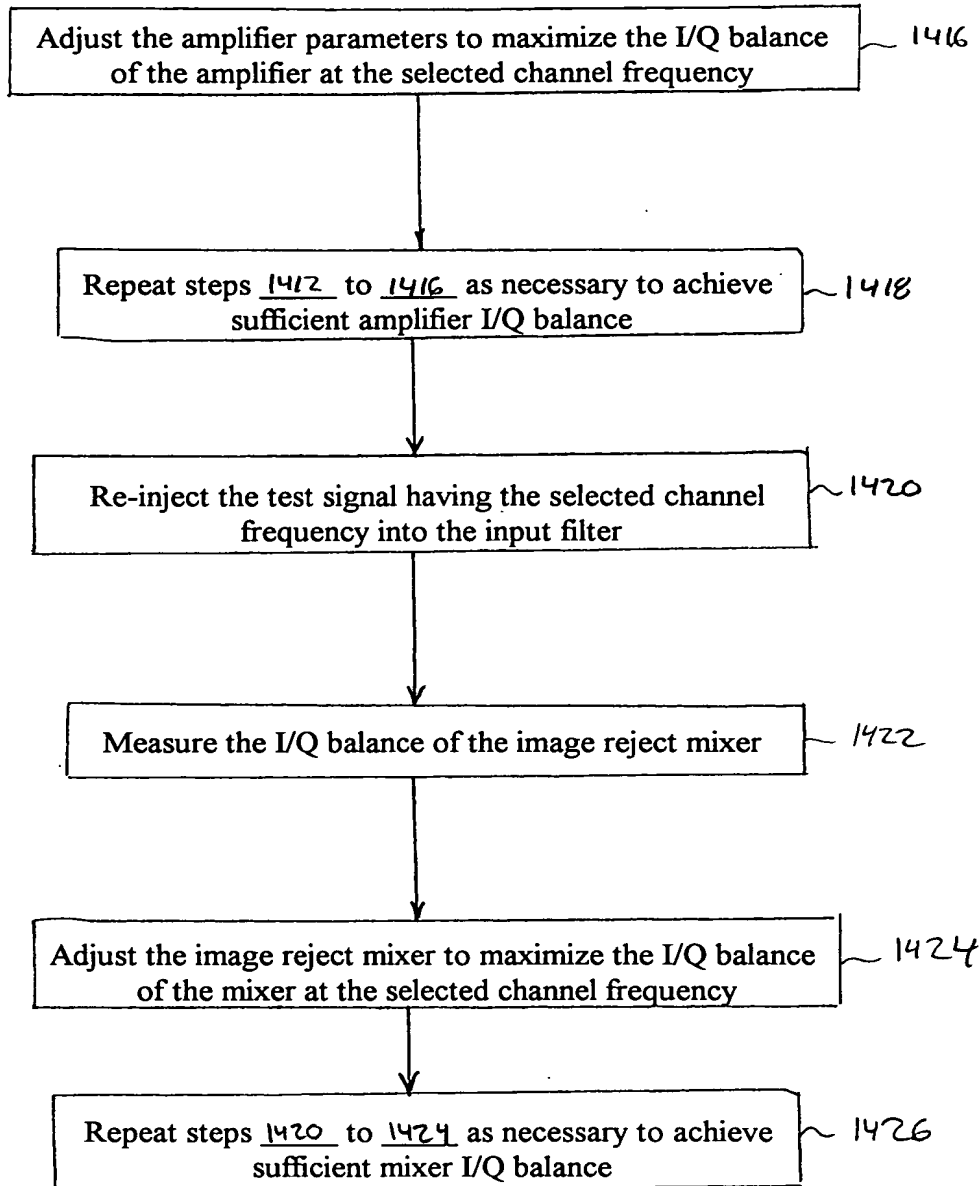 Adjust the amplifier parameters to maximize the I/Q balance
of the amplifier at the selected channel frequency
1416
Repeat steps 1412 to 1416 as necessary to achieve
sufficient amplifier I/Q balance
1418
Re-inject the test signal having the selected channel
frequency into the input filter
1420
Measure the I/Q balance of the image reject mixer
1422
Adjust the image reject mixer to maximize the I/Q balance
of the mixer at the selected channel frequency
1424
Repeat steps 1420 to 1424 as necessary to achieve
sufficient mixer I/Q balance
1426